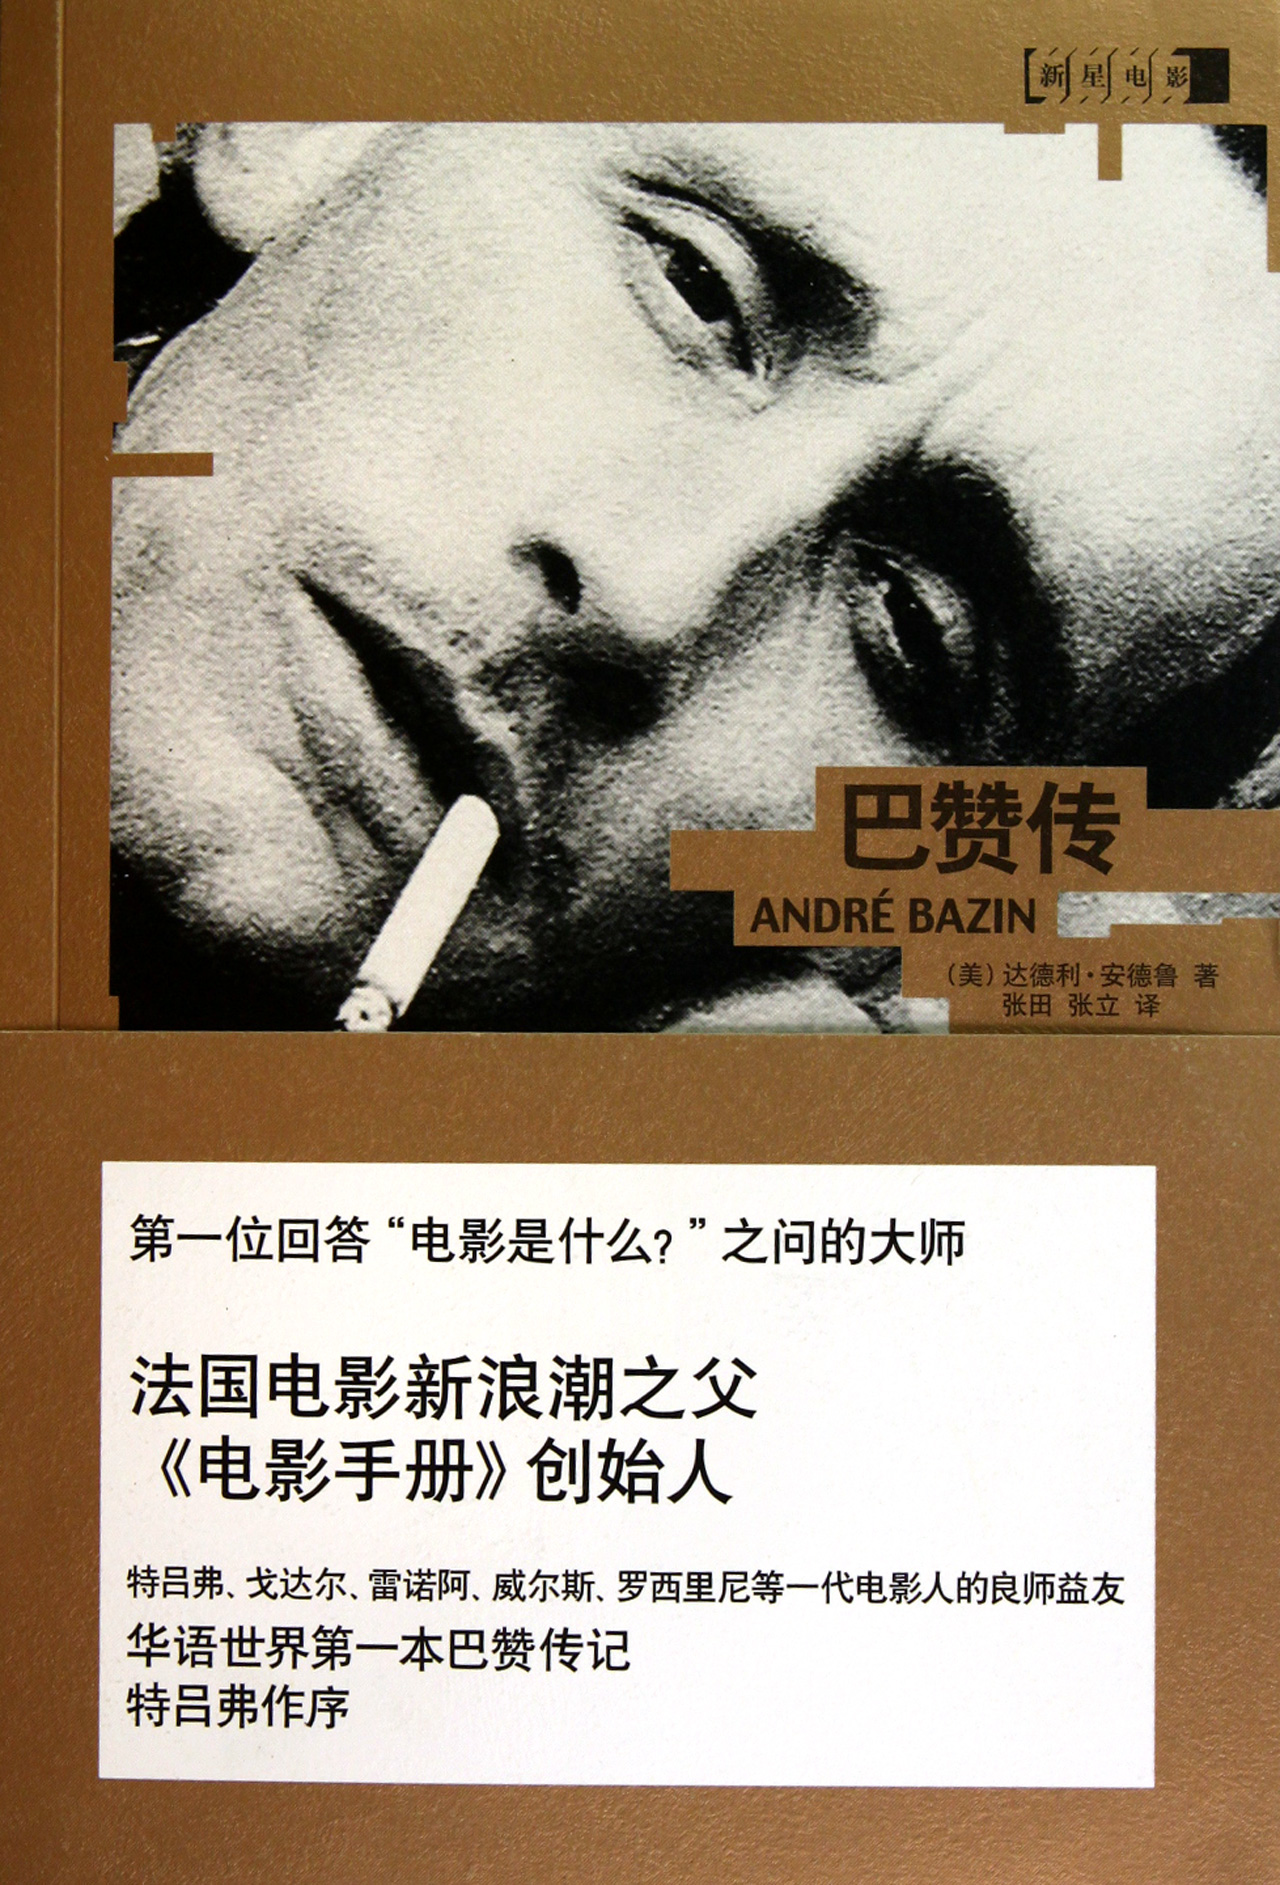 新星电影
巴赞传
ANDRÉ BAZIN
（美）达德利·安德鲁 著
张田 张立 译
第一位回答“电影是什么？”之问的大师
法国电影新浪潮之父
《电影手册》创始人
特吕弗、戈达尔、雷诺阿、威尔斯、罗西里尼等一代电影人的良师益友
华语世界第一本巴赞传记
特吕弗作序